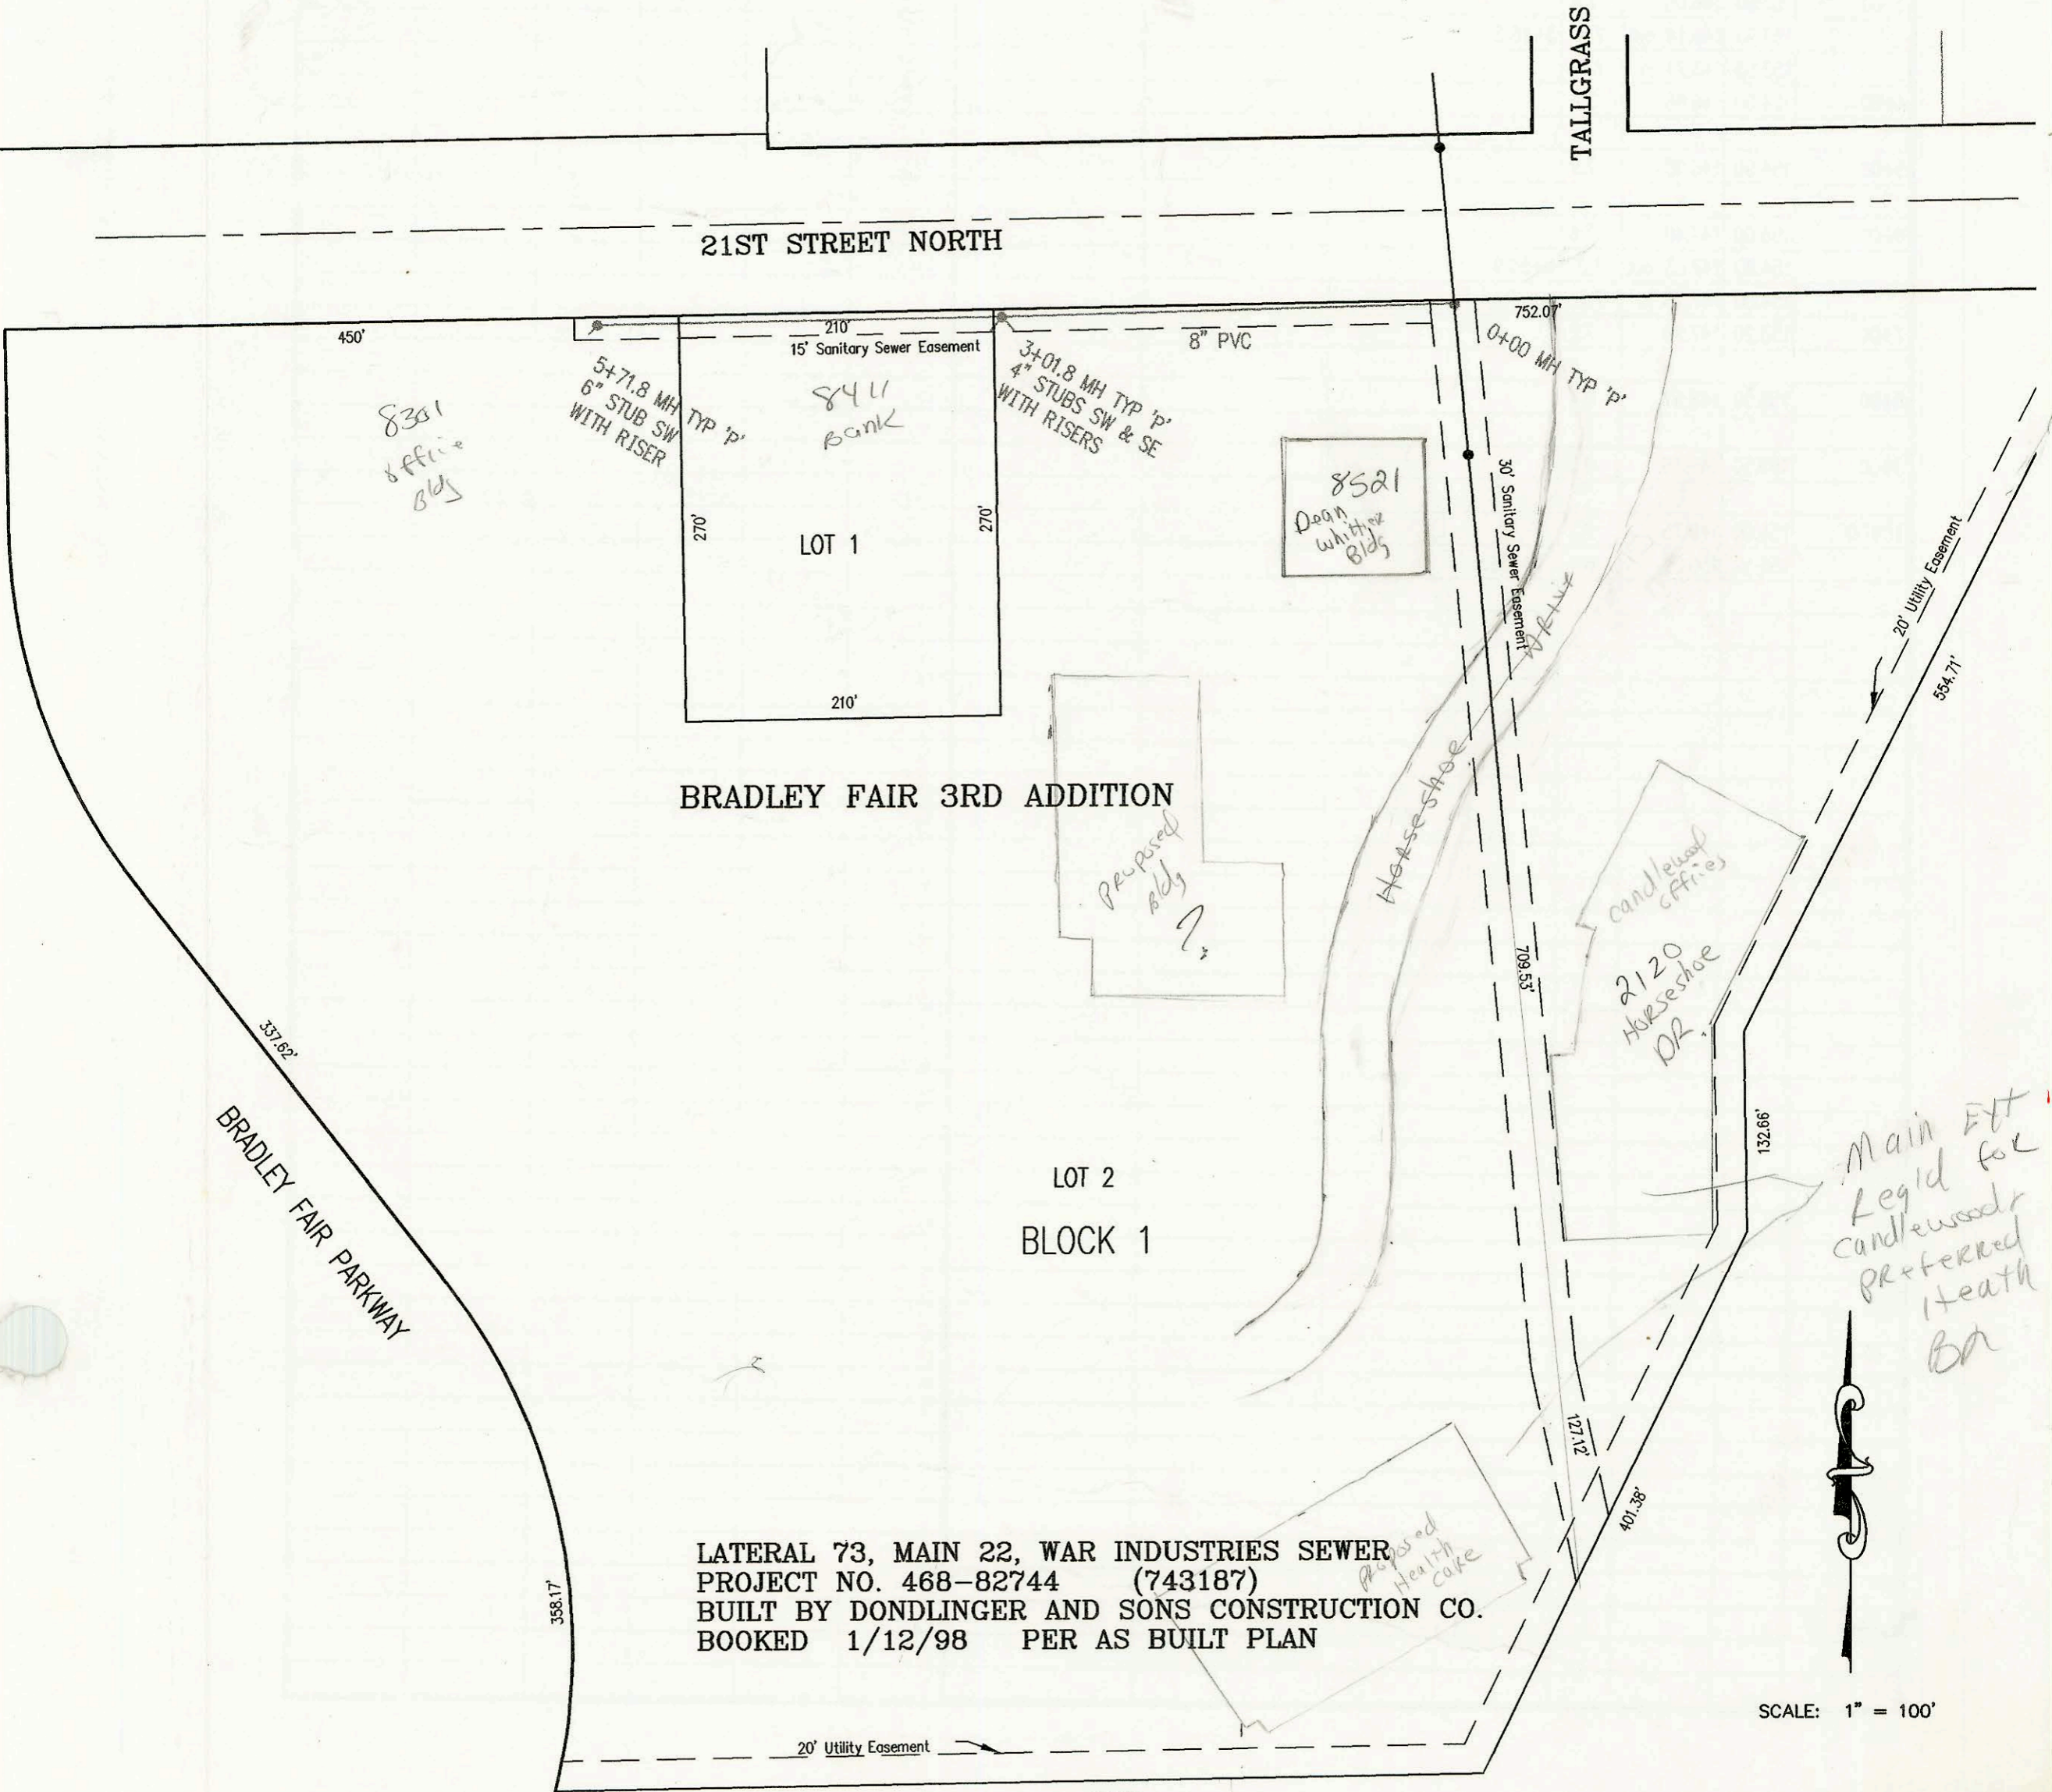 TALLGRASS
21ST STREET NORTH
450'
210'
752.07'
15' Sanitary Sewer Easement
8" PVC
0+00 MH TYP 'P'
5+71.8 MH TYP 'P'
6" STUB SW
WITH RISER
3+01.8 MH TYP 'P'
4" STUBS SW & SE
WITH RISERS
8301
office
Bldg
8411
Bank
8521
Dean
Whittier
Bldg
270'
270'
LOT 1
210'
30' Sanitary Sewer Easement
20' Utility Easement
554.71'
Horseshoe Drive
BRADLEY FAIR 3RD ADDITION
Proposed
Bldg
?
candlewood
offices
2120
Horseshoe
DR.
709.53'
337.62'
BRADLEY FAIR PARKWAY
132.66'
Main Ext
Req'd for
candlewood &
preferred
Heath
LOT 2
BLOCK 1
127.12'
401.38'
Proposed
Health
Care
358.17'
LATERAL 73, MAIN 22, WAR INDUSTRIES SEWER
PROJECT NO. 468-82744 (743187)
BUILT BY DONDLINGER AND SONS CONSTRUCTION CO.
BOOKED 1/12/98 PER AS BUILT PLAN
SCALE: 1" = 100'
20' Utility Easement